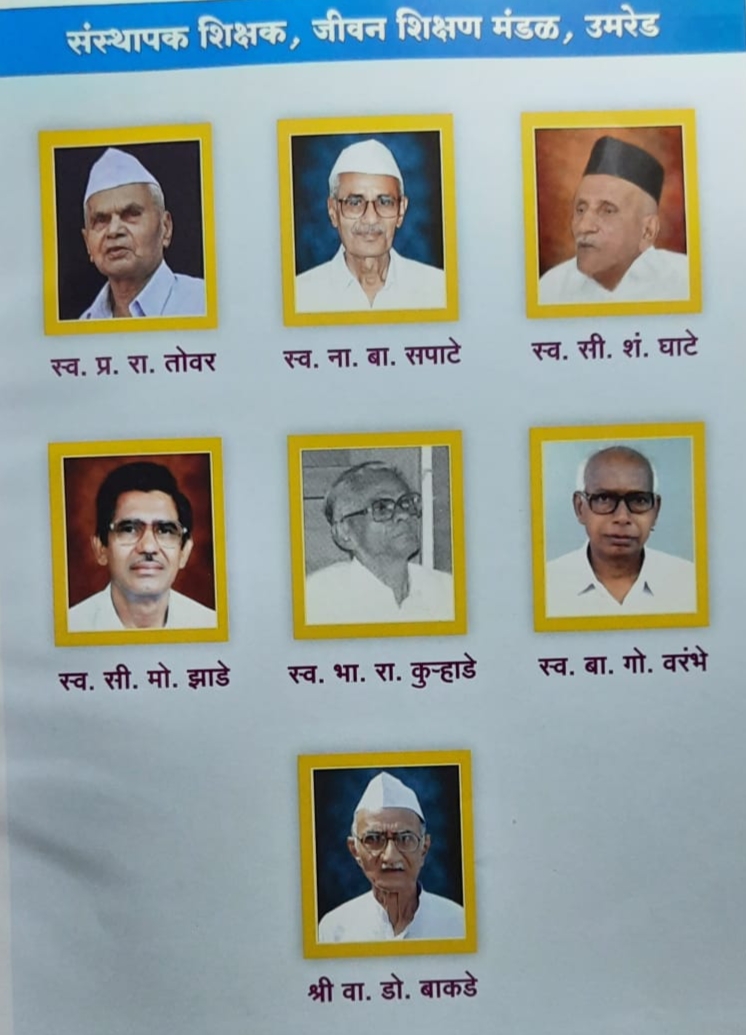 संस्थापक शिक्षक, जीवन शिक्षण मंडळ, उमरेड
स्व. प्र. रा. तोवर
स्व. ना. बा. सपाटे
स्व. सी. शं. घाटे
स्व. सी. मो. झाडे
स्व. भा. रा. कुऱ्हाडे
स्व. बा. गो. वरंभे
श्री वा. डो. बाकडे